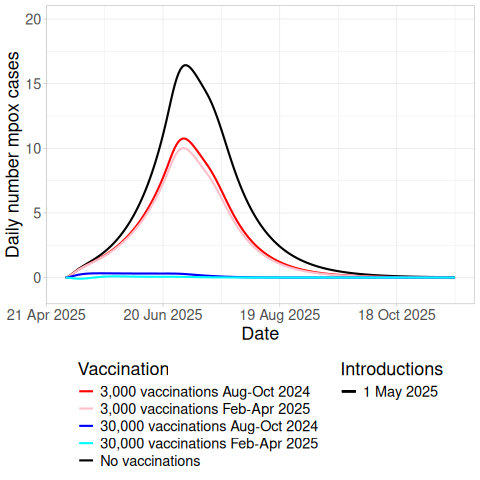 20
15
10
5
0
Daily number mpox cases
21 Apr 2025 20 Jun 2025 19 Aug 2025 18 Oct 2025
Date
Vaccination
3,000 vaccinations Aug-Oct 2024
3,000 vaccinations Feb-Apr 2025
30,000 vaccinations Aug-Oct 2024
30,000 vaccinations Feb-Apr 2025
No vaccinations
Introductions
1 May 2025